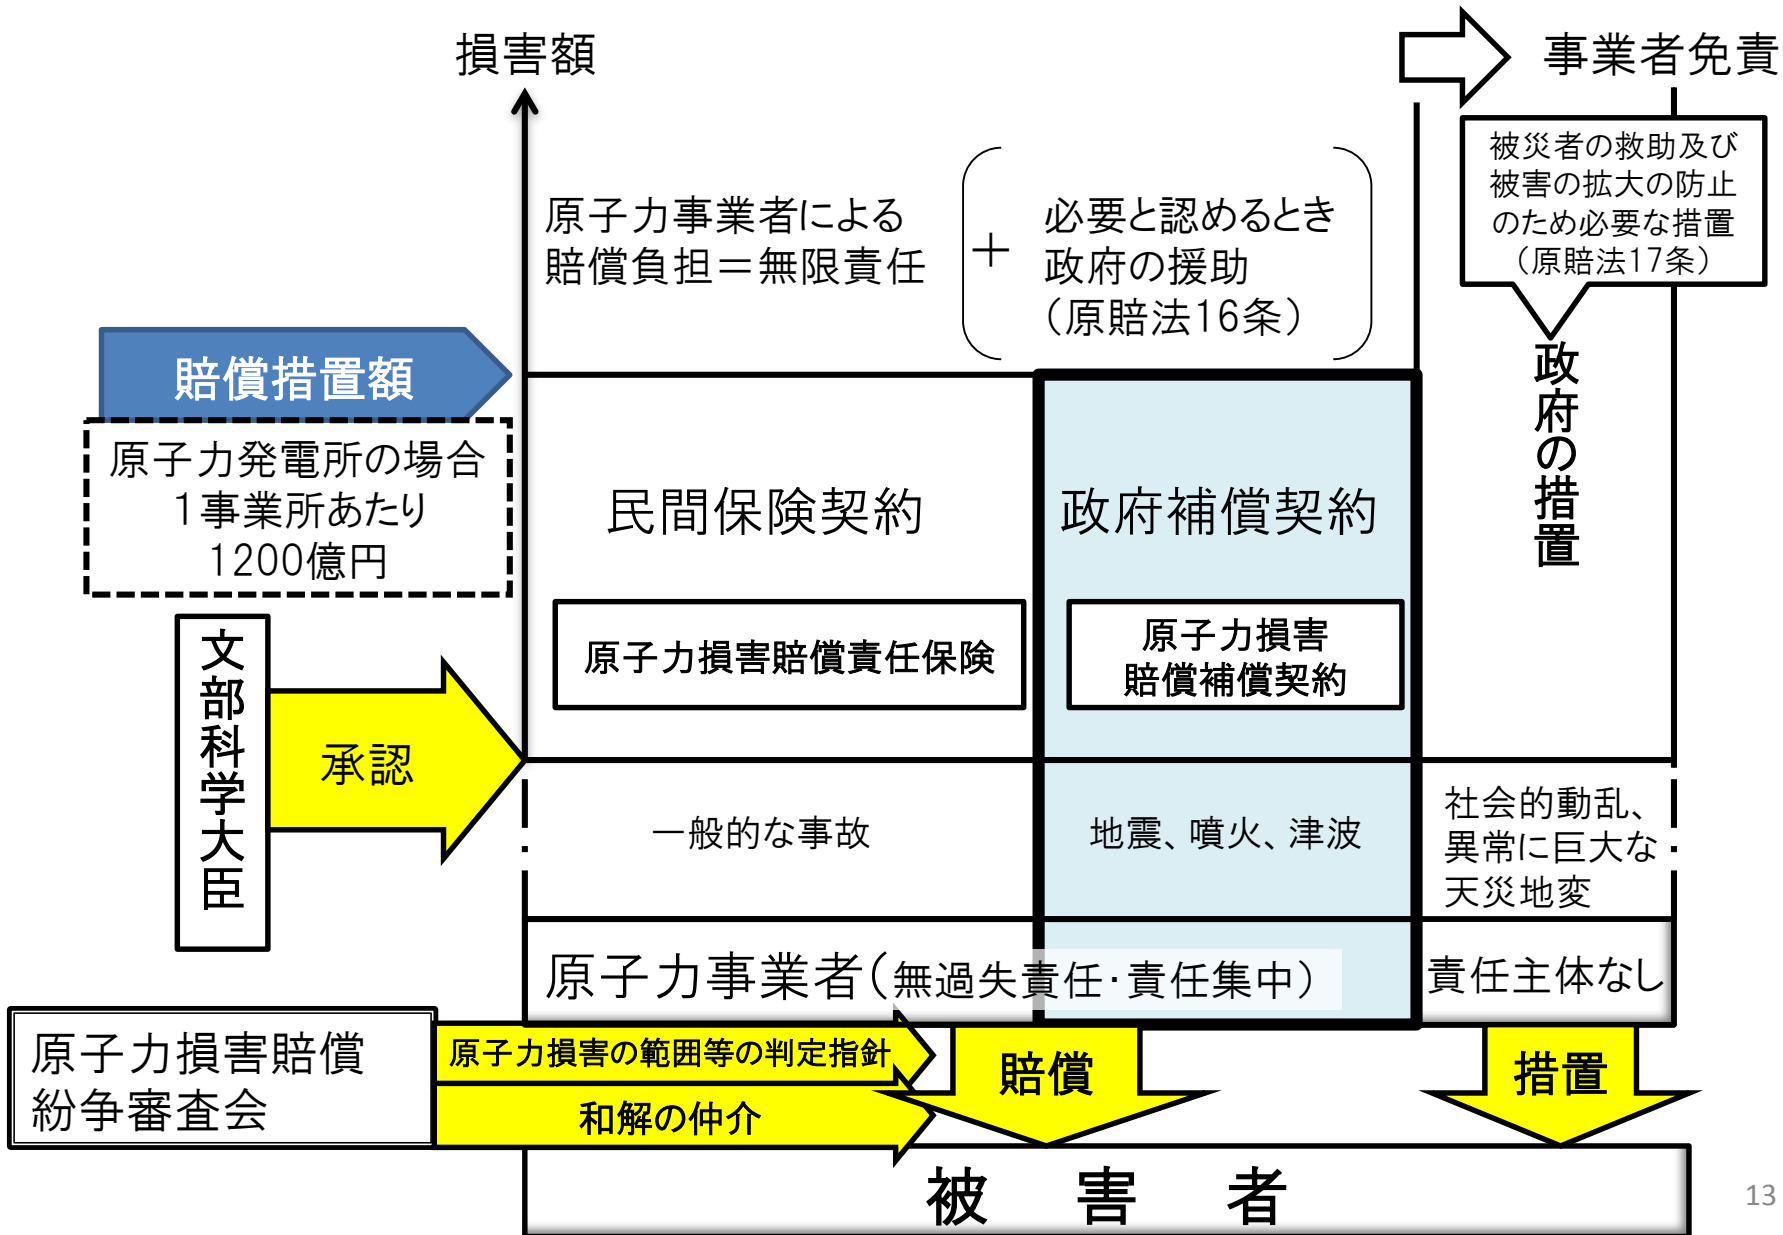 損害額
事業者免責
被災者の救助及び
被害の拡大の防止
のため必要な措置
（原賠法17条）
原子力事業者による
賠償負担＝無限責任
＋
必要と認めるとき
政府の援助
（原賠法16条）
賠償措置額
原子力発電所の場合
１事業所あたり
1200億円
民間保険契約
政府補償契約
政府の措置
原子力損害賠償責任保険
原子力損害
賠償補償契約
文部科学大臣
承認
一般的な事故
地震、噴火、津波
社会的動乱、
異常に巨大な
天災地変
原子力事業者（無過失責任・責任集中）
責任主体なし
原子力損害賠償
紛争審査会
原子力損害の範囲等の判定指針
和解の仲介
賠償
措置
被害者
13